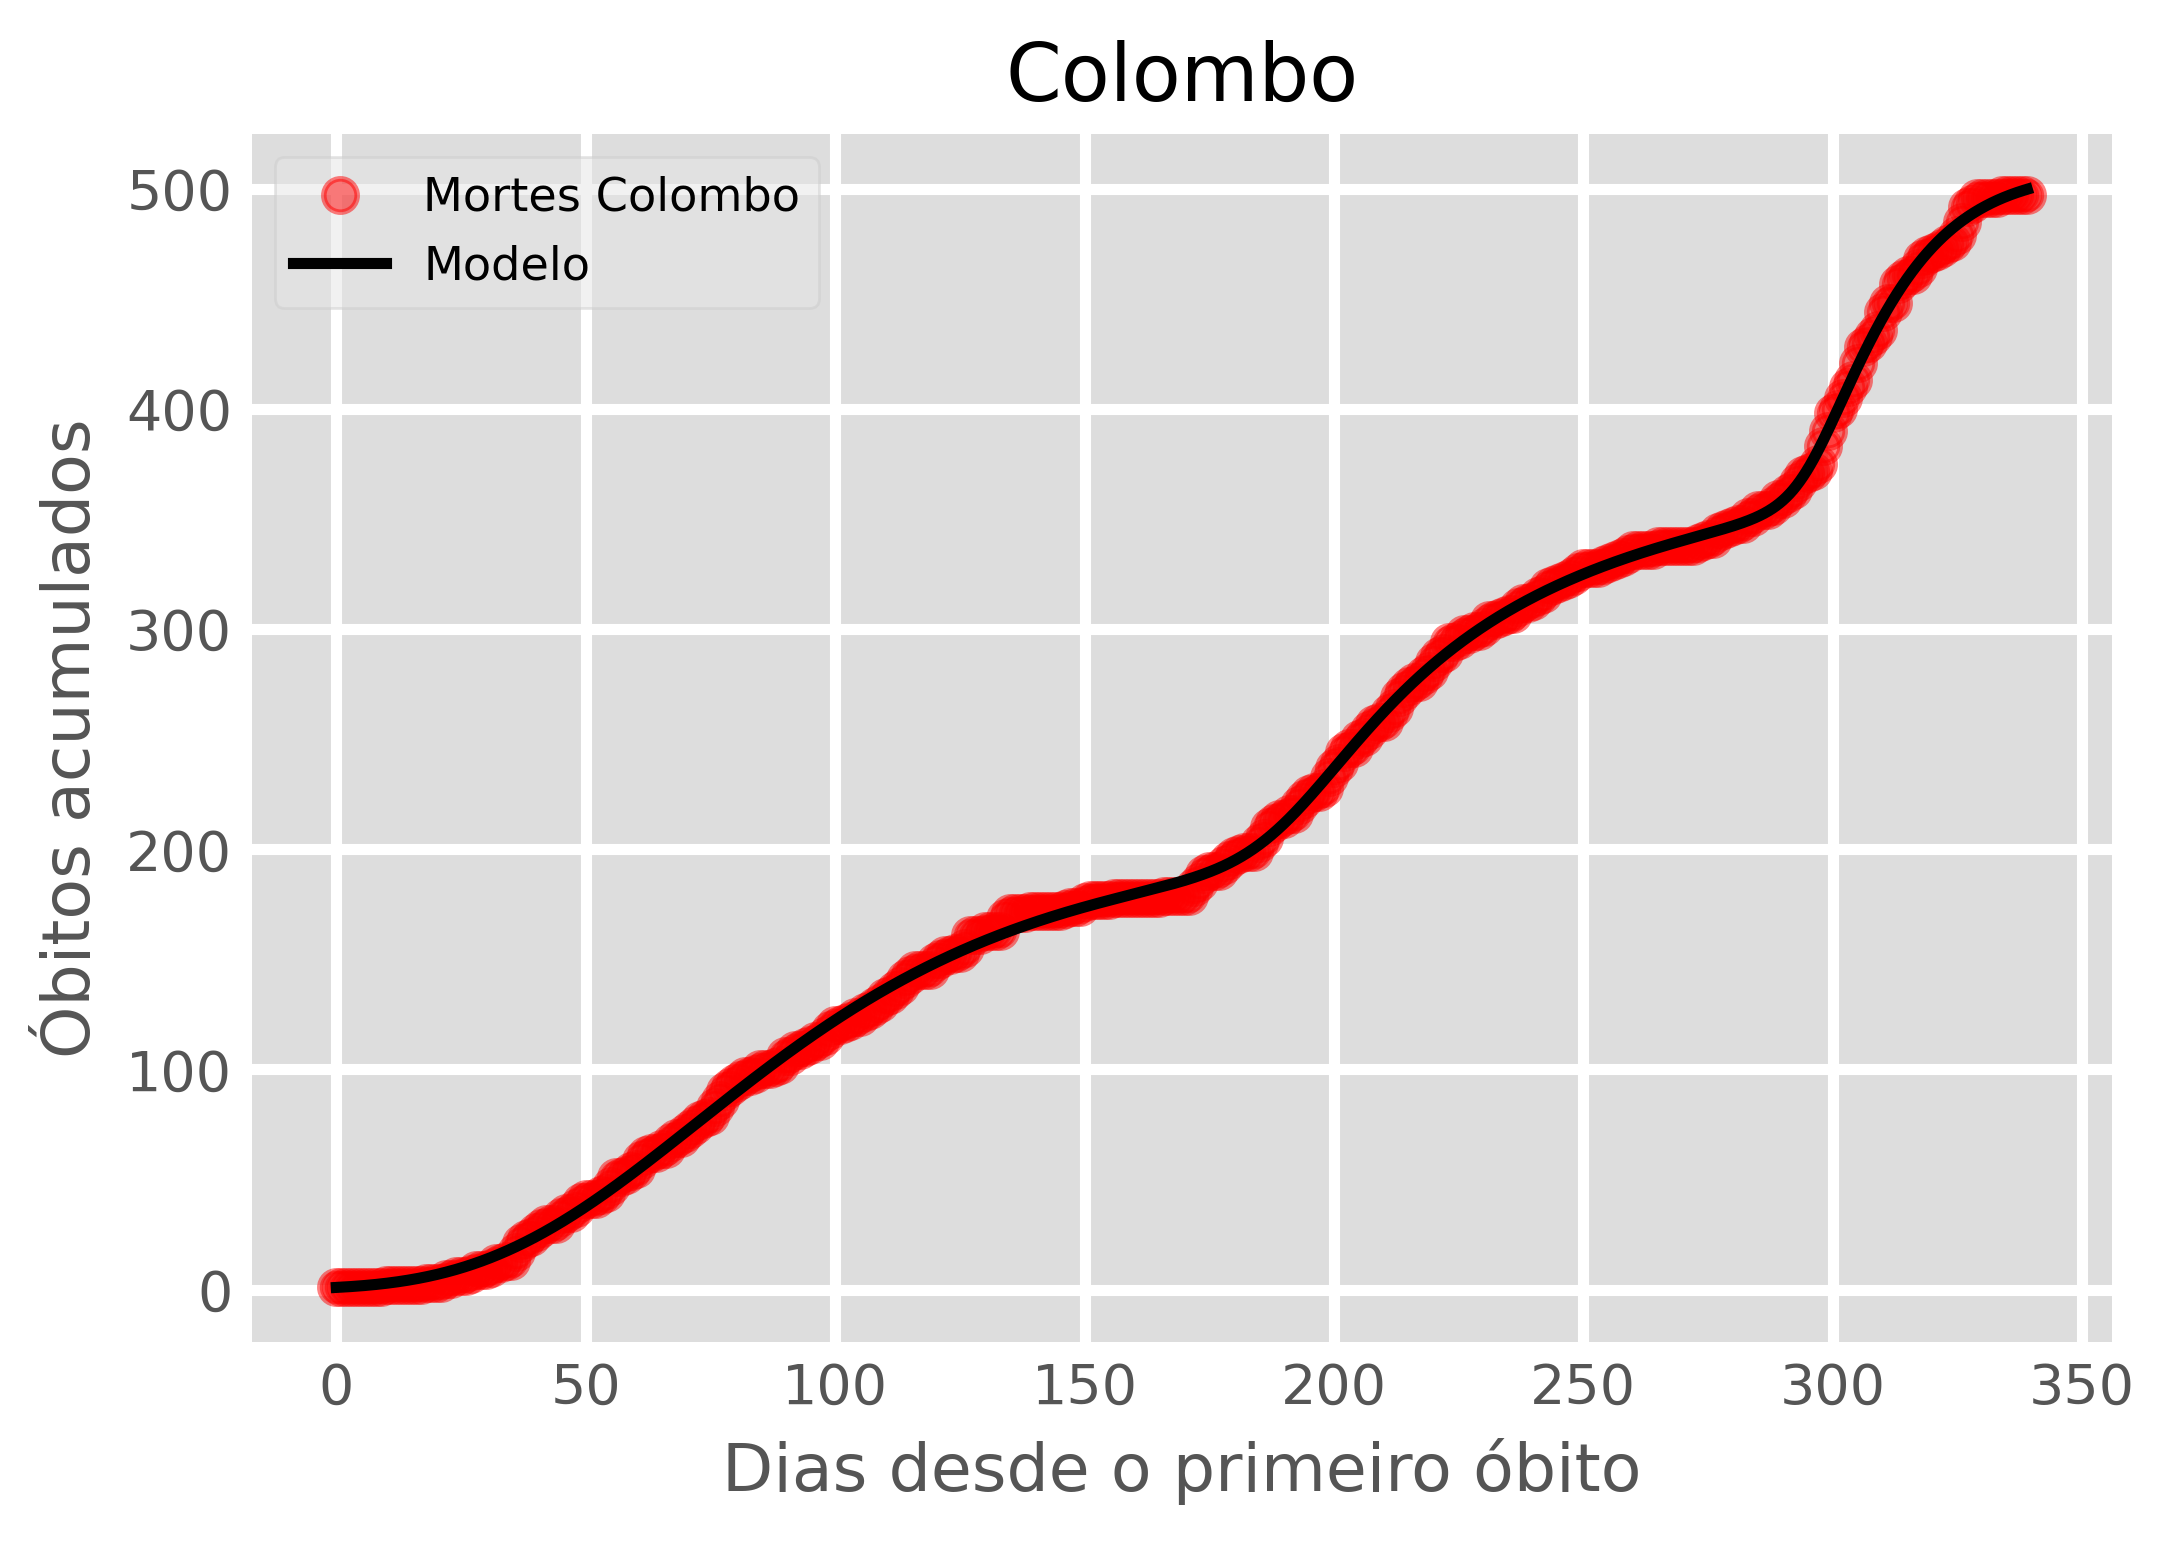 Colombo
Mortes Colombo
Modelo
Óbitos acumulados
500
400
300
200
100
0
0 50 100 150 200 250 300 350
Dias desde o primeiro óbito